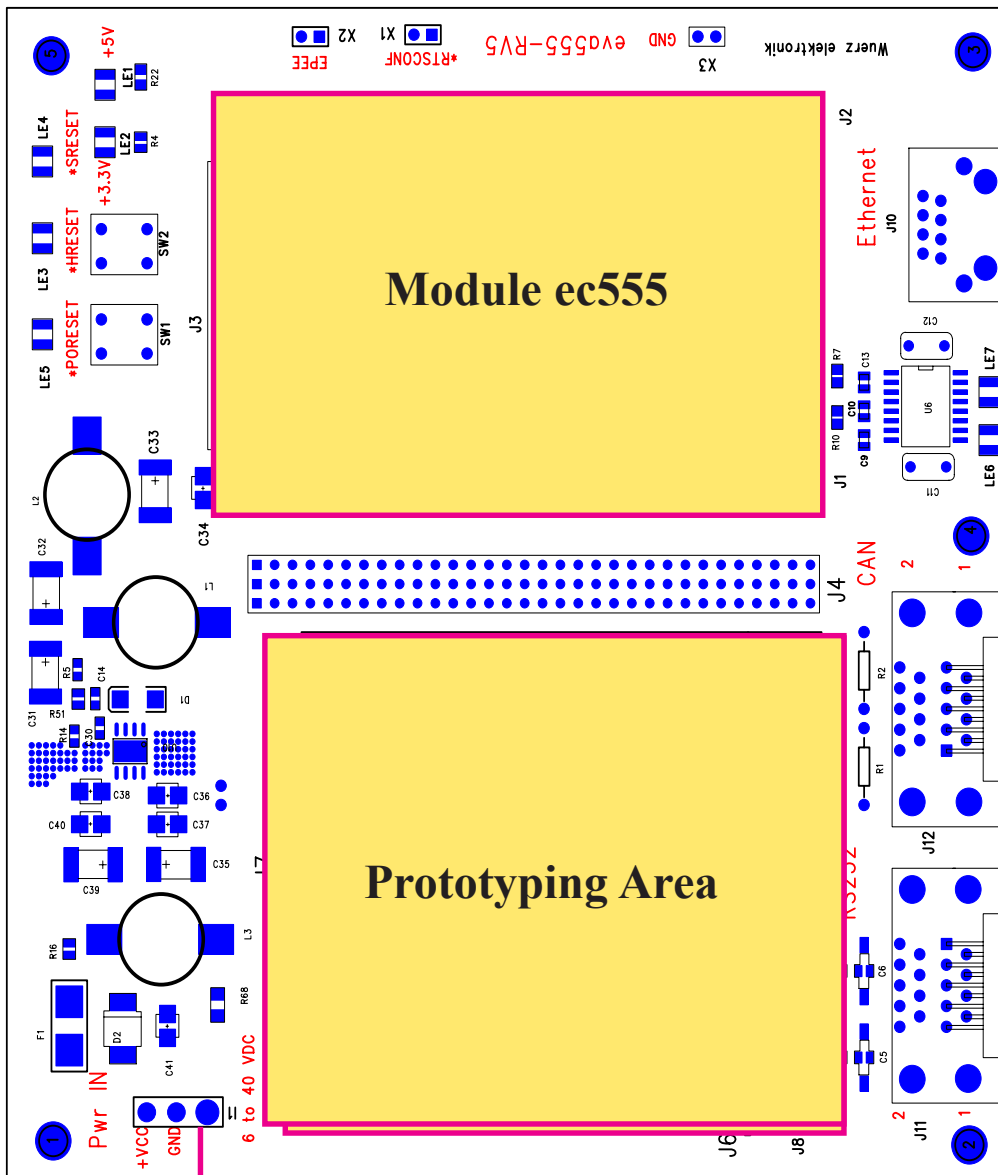 5
+5V
LE1
R22
X2
EPEE
X1
*RTSCONF
eva555-RV5
GND
X3
Wuerz elektronik
3
LE4
*SRESET
+3.3V
LE2
R4
J2
LE3
*HRESET
SW2
Module ec555
Ethernet
J10
LE5
*PORESET
SW1
J3
C12
R7
C13
C10
R10
C9
U6
LE7
LE6
C11
J1
L2
C33
C34
C32
L1
J4
CAN
2
1
4
C31
R5
C14
R51
D1
R14
C30
R2
R1
J12
C38
C36
C40
C37
C39
C35
Prototyping Area
L3
R16
F1
D2
C41
R68
C6
C5
J11
2
1
Pwr IN
+VCC
GND
6 to 40 VDC
J6
J8
1
2